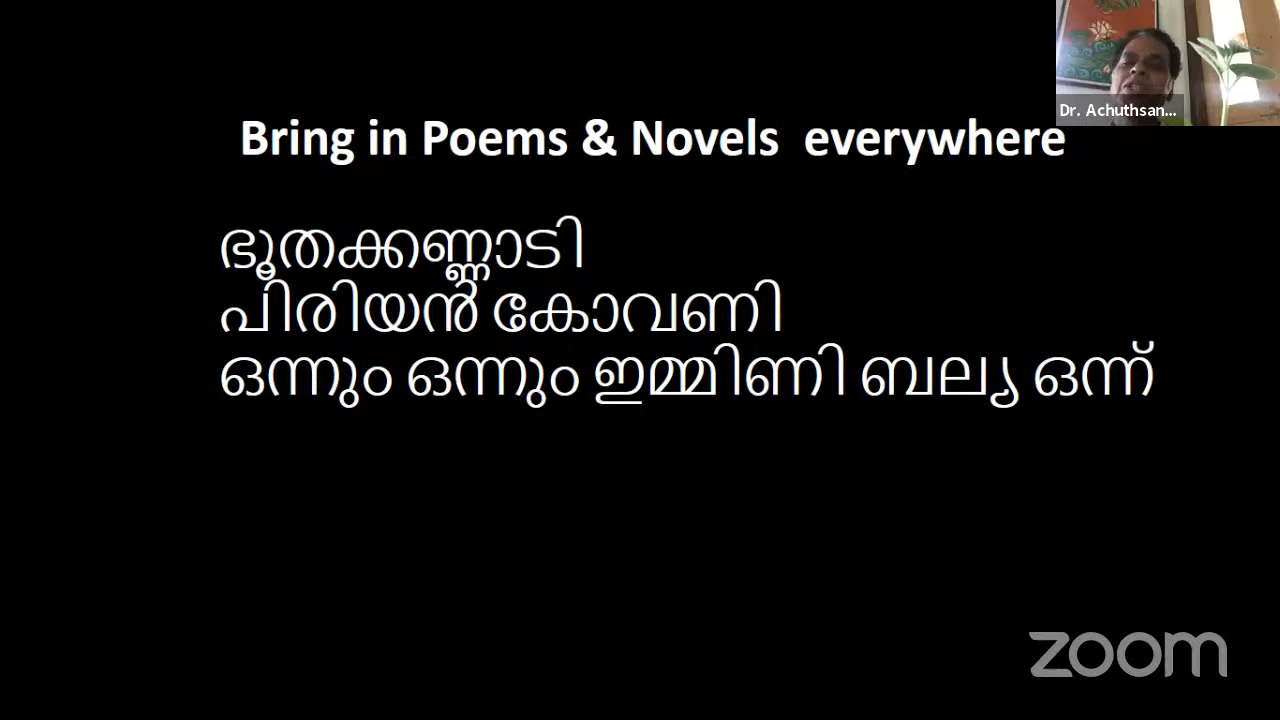 Dr. Achuthsan...
Bring in Poems & Novels everywhere
ഭൂതക്കണ്ണാടി
പിരിയൻ കോവണി
ഒന്നും ഒന്നും ഇമ്മിണി ബല്യ ഒന്ന്
zoom